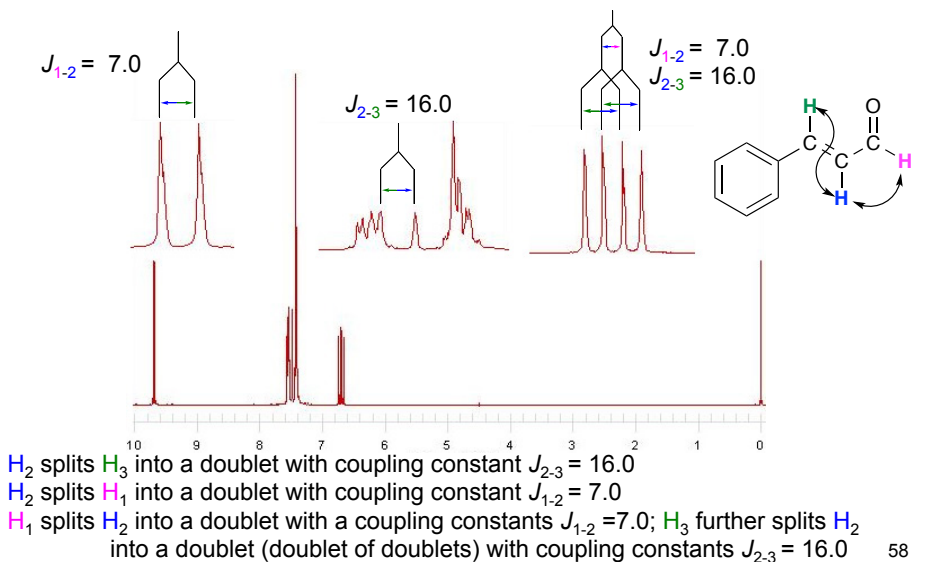 J₁₋₂ = 7.0
J₂₋₃ = 16.0
J₁₋₂ = 7.0
J₂₋₃ = 16.0
H
O
C
C
C
H
H
10 9 8 7 6 5 4 3 2 1 0
H₂ splits H₃ into a doublet with coupling constant J₂₋₃ = 16.0
H₂ splits H₁ into a doublet with coupling constant J₁₋₂ = 7.0
H₁ splits H₂ into a doublet with a coupling constants J₁₋₂ =7.0; H₃ further splits H₂
into a doublet (doublet of doublets) with coupling constants J₂₋₃ = 16.0 58